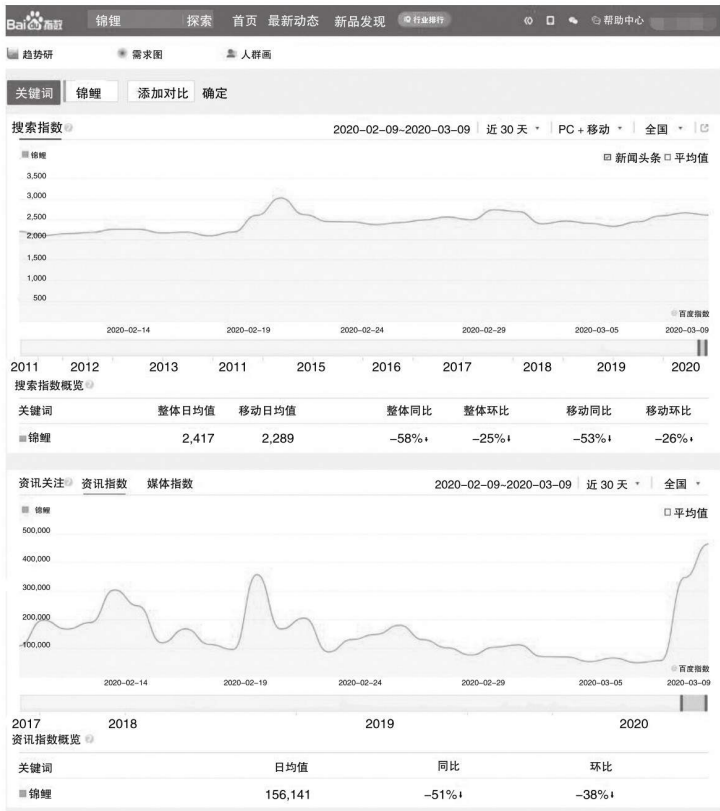 Bai 指数 锦鲤 探索 首页 最新动态 新品发现 行业排行 帮助中心
趋势研 需求图 人群画
关键词 锦鲤 添加对比 确定
搜索指数 2020-02-09~2020-03-09 近 30 天 PC + 移动 全国
锦鲤 新闻头条 平均值
3,500
3,000
2,500
2,000
1,500
1,000
500
百度指数
2020-02-14 2020-02-19 2020-02-24 2020-02-29 2020-03-05 2020-03-09
2011 2012 2013 2011 2015 2016 2017 2018 2019 2020
搜索指数概览
关键词 整体日均值 移动日均值 整体同比 整体环比 移动同比 移动环比
锦鲤 2,417 2,289 -58%↓ -25%↓ -53%↓ -26%↓
资讯关注 资讯指数 媒体指数 2020-02-09~2020-03-09 近 30 天 全国
锦鲤 平均值
500,000
400,000
300,000
200,000
100,000
百度指数
2020-02-14 2020-02-19 2020-02-24 2020-02-29 2020-03-05 2020-03-09
2017 2018 2019 2020
资讯指数概览
关键词 日均值 同比 环比
锦鲤 156,141 -51%↓ -38%↓